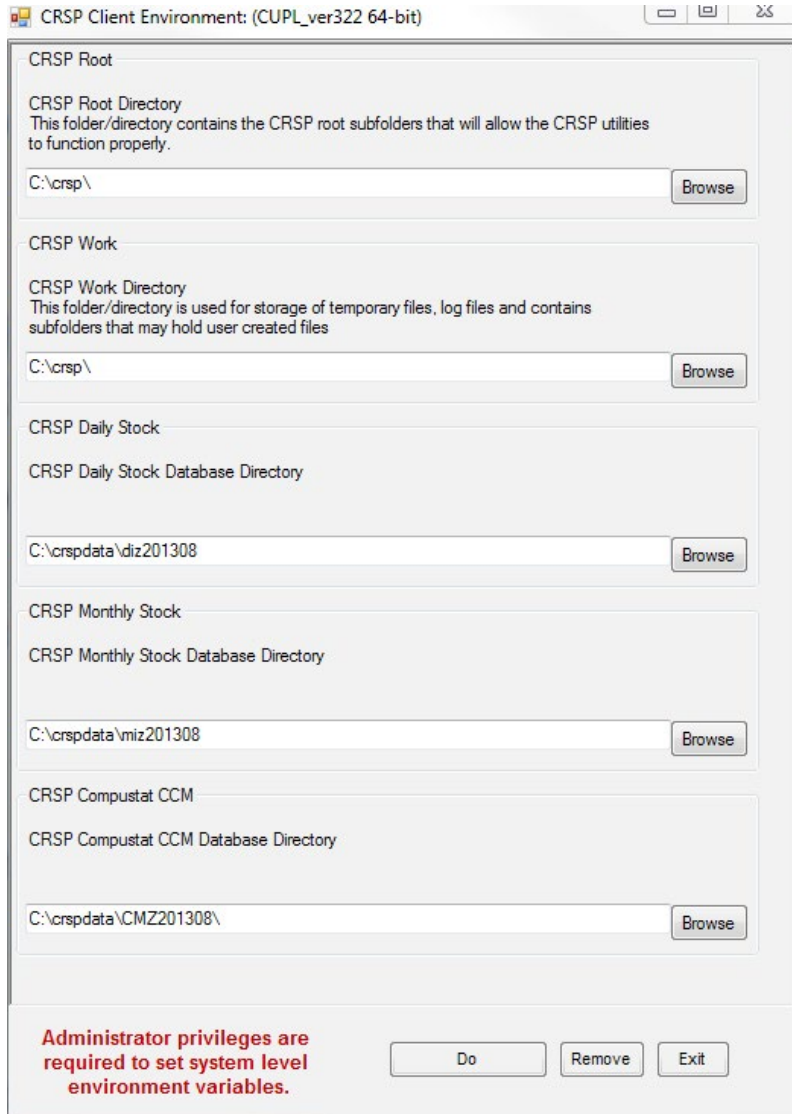 CRSP Client Environment: (CUPL_ver322 64-bit)
CRSP Root
CRSP Root Directory
This folder/directory contains the CRSP root subfolders that will allow the CRSP utilities
to function properly.
C:\crsp\
Browse
CRSP Work
CRSP Work Directory
This folder/directory is used for storage of temporary files, log files and contains
subfolders that may hold user created files
C:\crsp\
Browse
CRSP Daily Stock
CRSP Daily Stock Database Directory
C:\crspdata\diz201308
Browse
CRSP Monthly Stock
CRSP Monthly Stock Database Directory
C:\crspdata\miz201308
Browse
CRSP Compustat CCM
CRSP Compustat CCM Database Directory
C:\crspdata\CMZ201308\
Browse
Administrator privileges are
required to set system level
environment variables.
Do
Remove
Exit